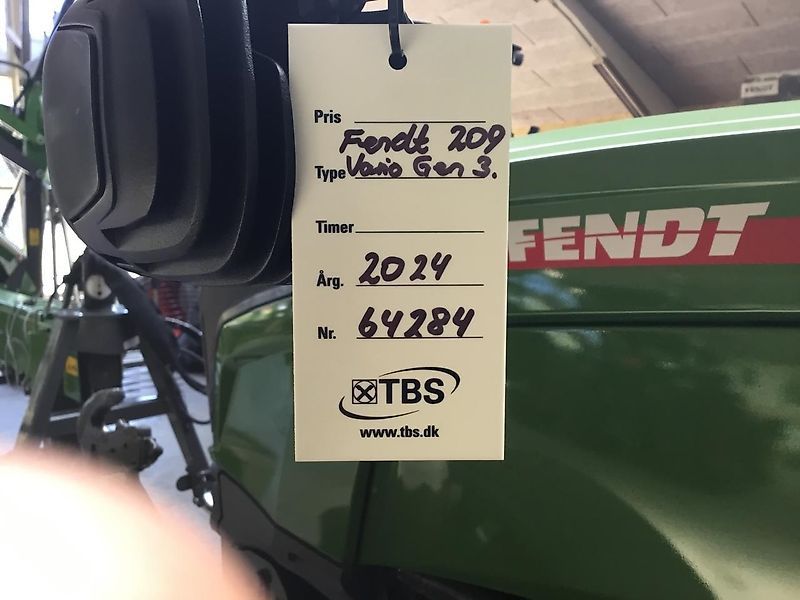 Pris
Fendt 209
Type Vario Gen 3.
Timer
Årg. 2024
Nr. 64284
TBS
www.tbs.dk
FENDT